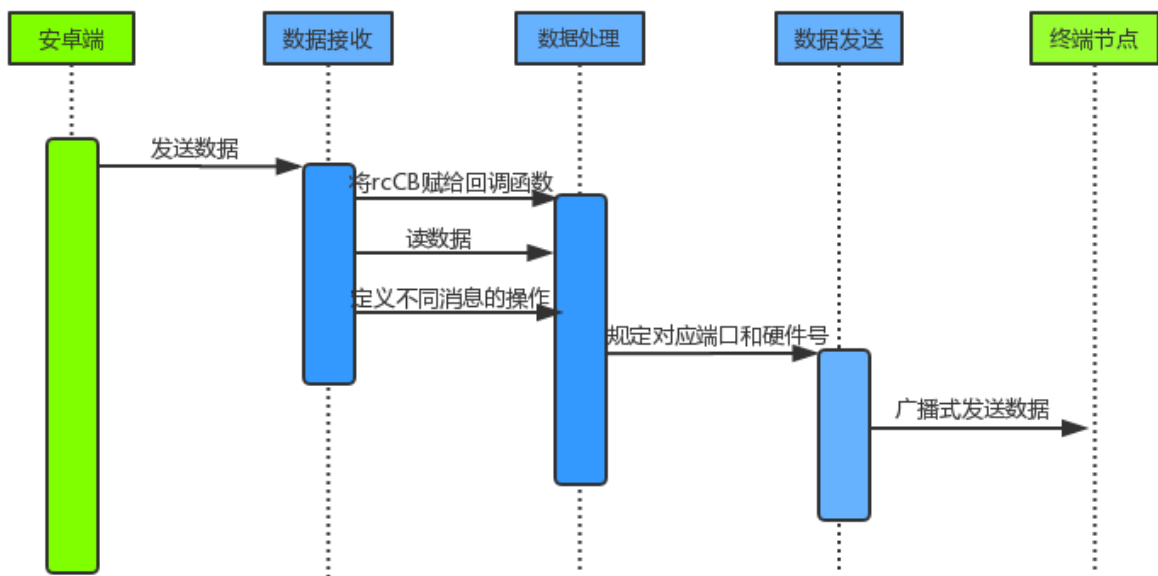 安卓端
数据接收
数据处理
数据发送
终端节点
发送数据
将rcCB赋给回调函数
读数据
定义不同消息的操作
规定对应端口和硬件号
广播式发送数据